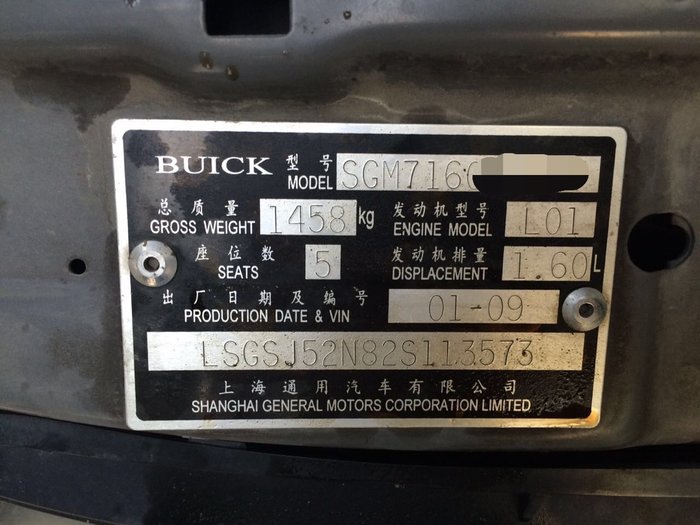 BUICK 型号 MODEL SGM7160
总质量 GROSS WEIGHT 1458 kg 发动机型号 ENGINE MODEL L01
座位数 SEATS 5 发动机排量 DISPLACEMENT 1.60 L
出厂日期及编号 PRODUCTION DATE & VIN 01-09
LSGSJ52N82S113573
上海通用汽车有限公司
SHANGHAI GENERAL MOTORS CORPORATION LIMITED